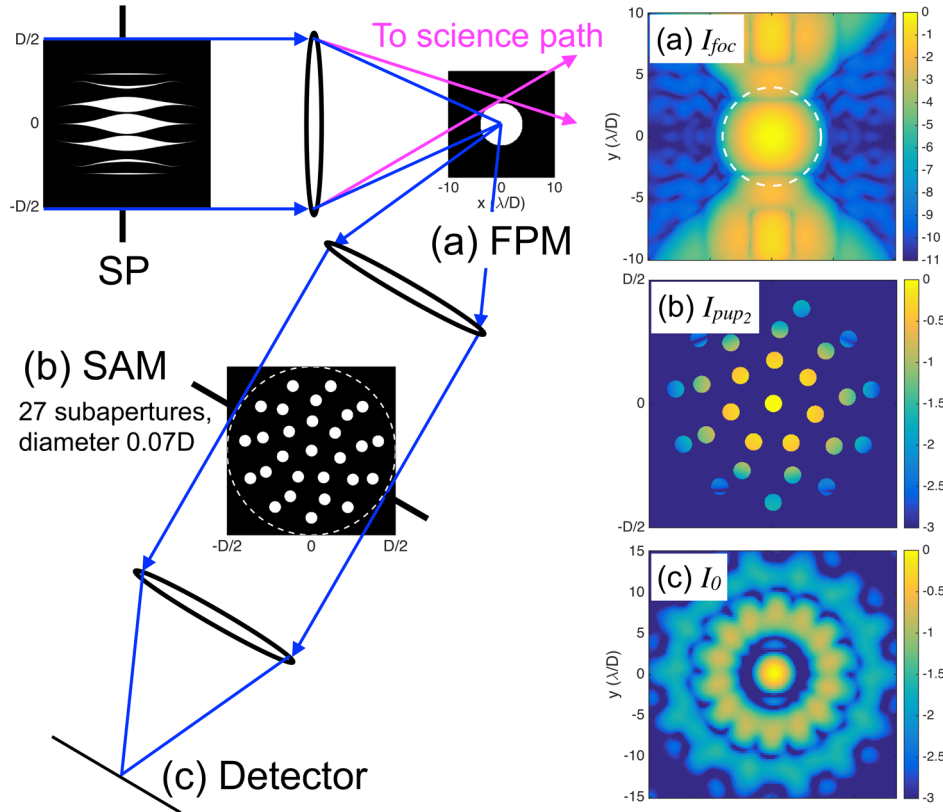 D/2
0
-D/2
SP
To science path
-10 0 10
x (λ/D)
(a) FPM
(b) SAM
27 subapertures,
diameter 0.07D
-D/2 0 D/2
(c) Detector
(a) I_foc
y (λ/D)
10
5
0
-5
-10
0
-1
-2
-3
-4
-5
-6
-7
-8
-9
-10
-11
(b) I_pup₂
D/2
0
-D/2
0
-0.5
-1
-1.5
-2
-2.5
-3
(c) I_0
y (λ/D)
15
10
5
0
-5
-10
-15
0
-0.5
-1
-1.5
-2
-2.5
-3